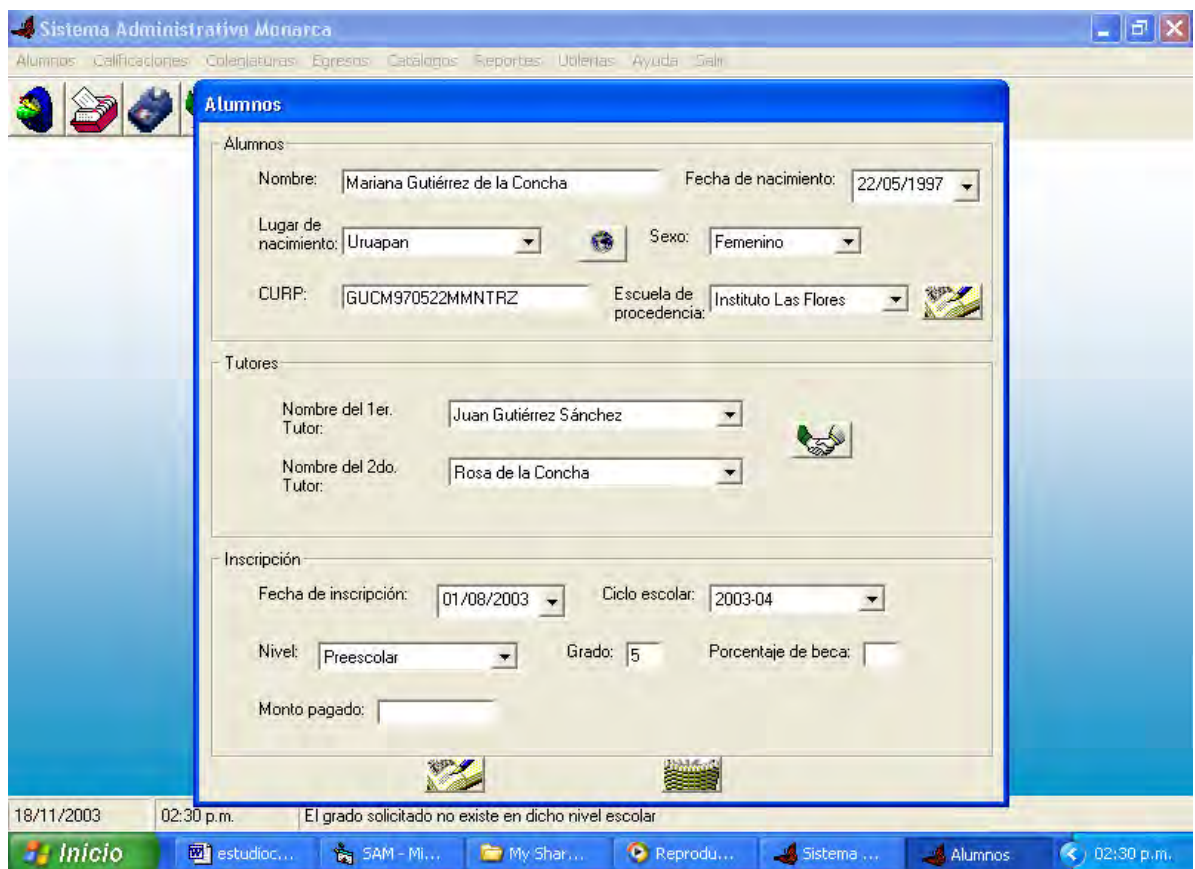 Sistema Administrativo Monarca
Alumnos Calificaciones Colegiaturas Egresos Catalogos Reportes Utilerias Ayuda Salir
Alumnos
Alumnos
Nombre: Mariana Gutiérrez de la Concha Fecha de nacimiento: 22/05/1997
Lugar de
nacimiento: Uruapan Sexo: Femenino
CURP: GUCM970522MMNTRZ Escuela de
procedencia: Instituto Las Flores
Tutores
Nombre del 1er.
Tutor: Juan Gutiérrez Sánchez
Nombre del 2do.
Tutor: Rosa de la Concha
Inscripción
Fecha de inscripción: 01/08/2003 Ciclo escolar: 2003-04
Nivel: Preescolar Grado: 5 Porcentaje de beca:
Monto pagado:
18/11/2003 02:30 p.m. El grado solicitado no existe en dicho nivel escolar
Inicio estudioc... SAM - Mi... My Shar... Reprodu... Sistema ... Alumnos 02:30 p.m.